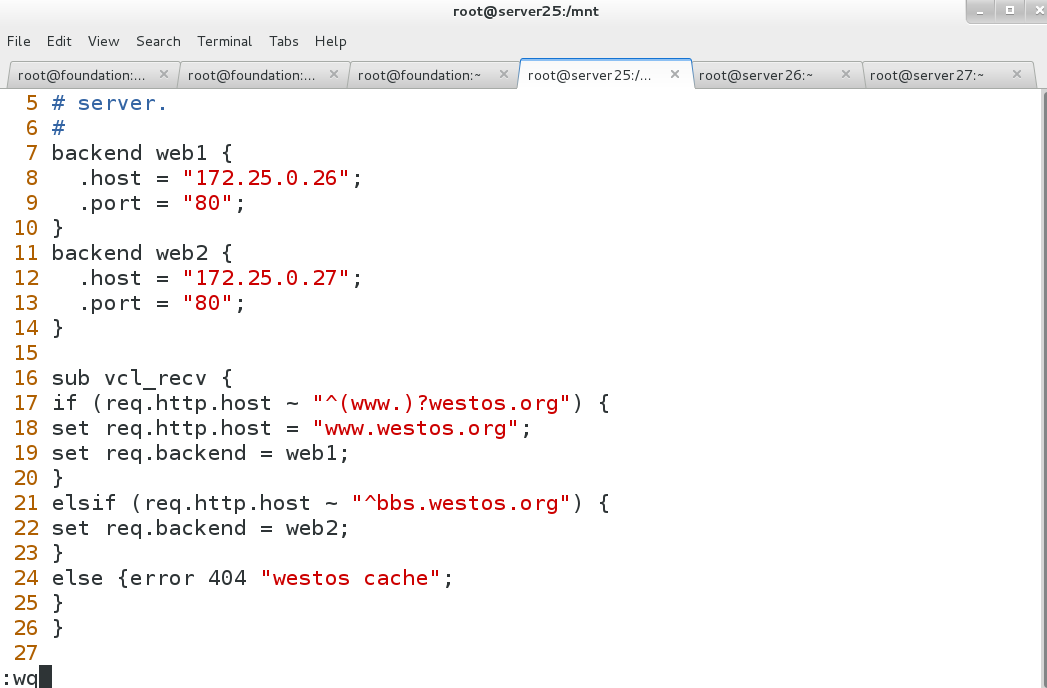 root@server25:/mnt
File Edit View Search Terminal Tabs Help
root@foundation:... root@foundation:... root@foundation:~ root@server25:/... root@server26:~ root@server27:~
5 # server.
6 #
7 backend web1 {
8   .host = "172.25.0.26";
9   .port = "80";
10 }
11 backend web2 {
12   .host = "172.25.0.27";
13   .port = "80";
14 }
15
16 sub vcl_recv {
17 if (req.http.host ~ "^(www.)?westos.org") {
18 set req.http.host = "www.westos.org";
19 set req.backend = web1;
20 }
21 elsif (req.http.host ~ "^bbs.westos.org") {
22 set req.backend = web2;
23 }
24 else {error 404 "westos cache";
25 }
26 }
27
:wq